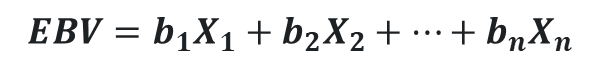 EBV = b₁X₁ + b₂X₂ + ⋯ + bₙXₙ